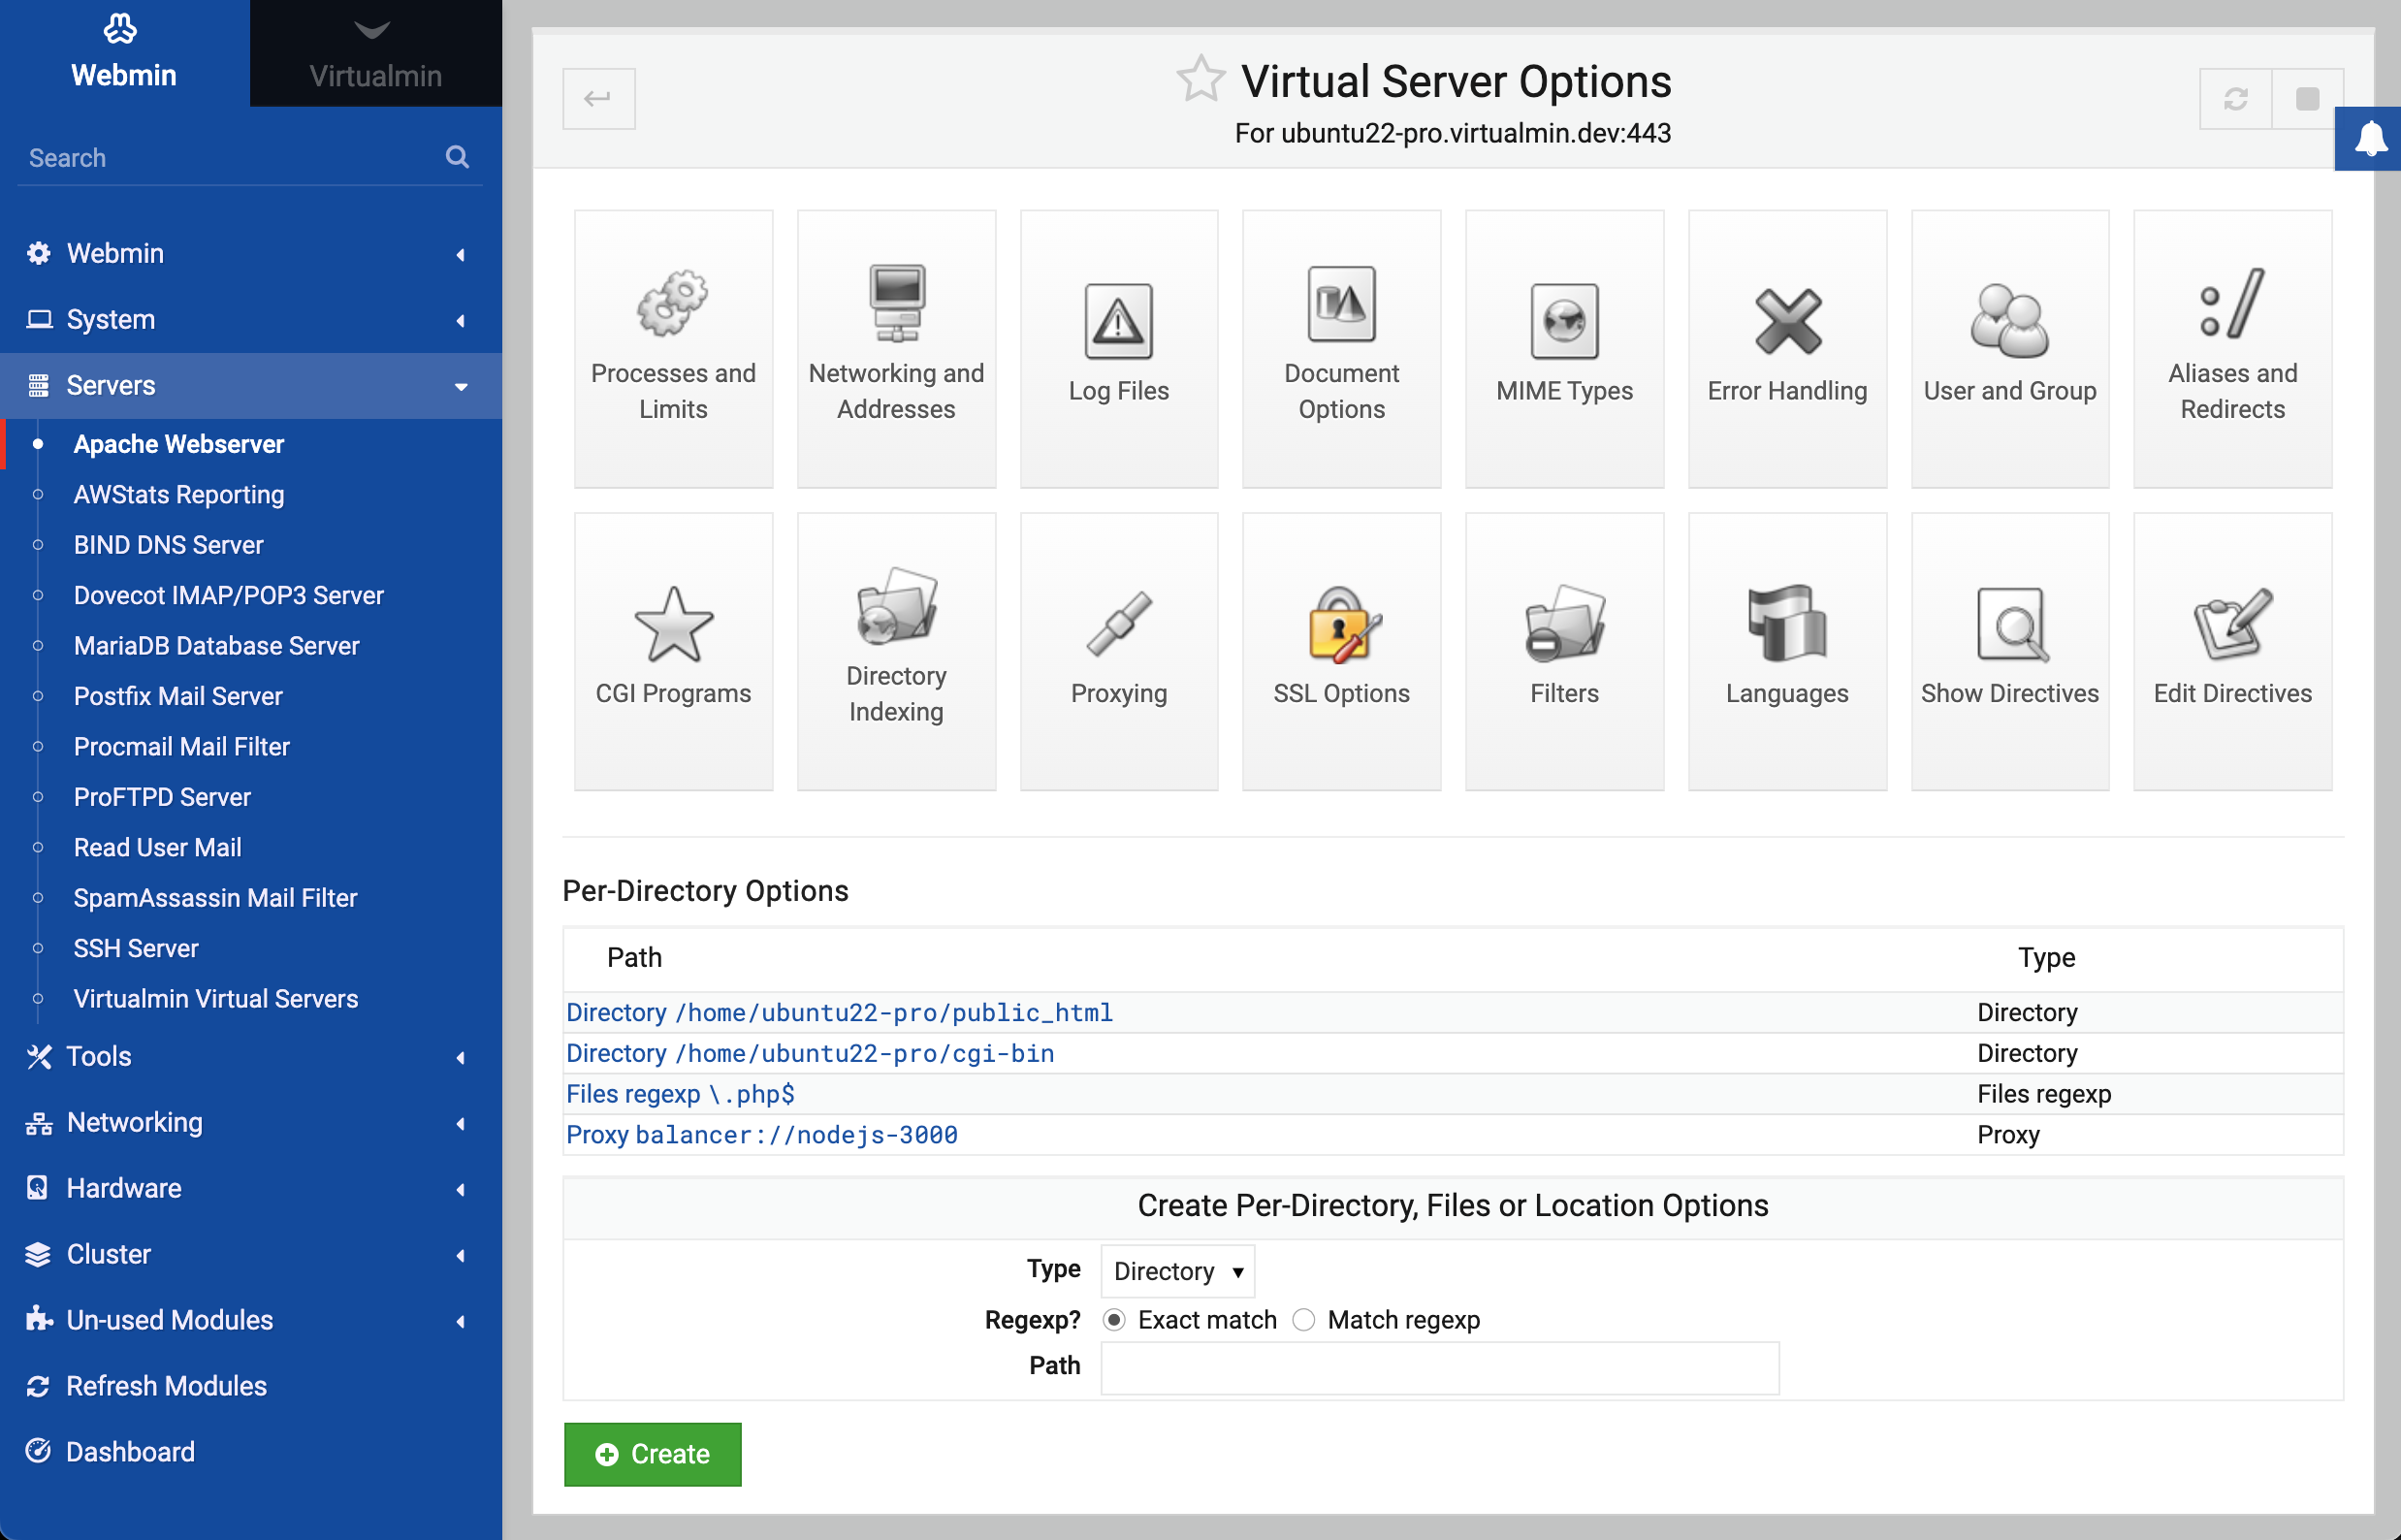 Webmin
Virtualmin
Search
Webmin
System
Servers
Apache Webserver
AWStats Reporting
BIND DNS Server
Dovecot IMAP/POP3 Server
MariaDB Database Server
Postfix Mail Server
Procmail Mail Filter
ProFTPD Server
Read User Mail
SpamAssassin Mail Filter
SSH Server
Virtualmin Virtual Servers
Tools
Networking
Hardware
Cluster
Un-used Modules
Refresh Modules
Dashboard
Virtual Server Options
For ubuntu22-pro.virtualmin.dev:443
Processes and
Limits
Networking and
Addresses
Log Files
Document
Options
MIME Types
Error Handling
User and Group
Aliases and
Redirects
CGI Programs
Directory
Indexing
Proxying
SSL Options
Filters
Languages
Show Directives
Edit Directives
Per-Directory Options
Path Type
Directory /home/ubuntu22-pro/public_html Directory
Directory /home/ubuntu22-pro/cgi-bin Directory
Files regexp \.php$ Files regexp
Proxy balancer://nodejs-3000 Proxy
Create Per-Directory, Files or Location Options
Type Directory
Regexp? Exact match Match regexp
Path
Create